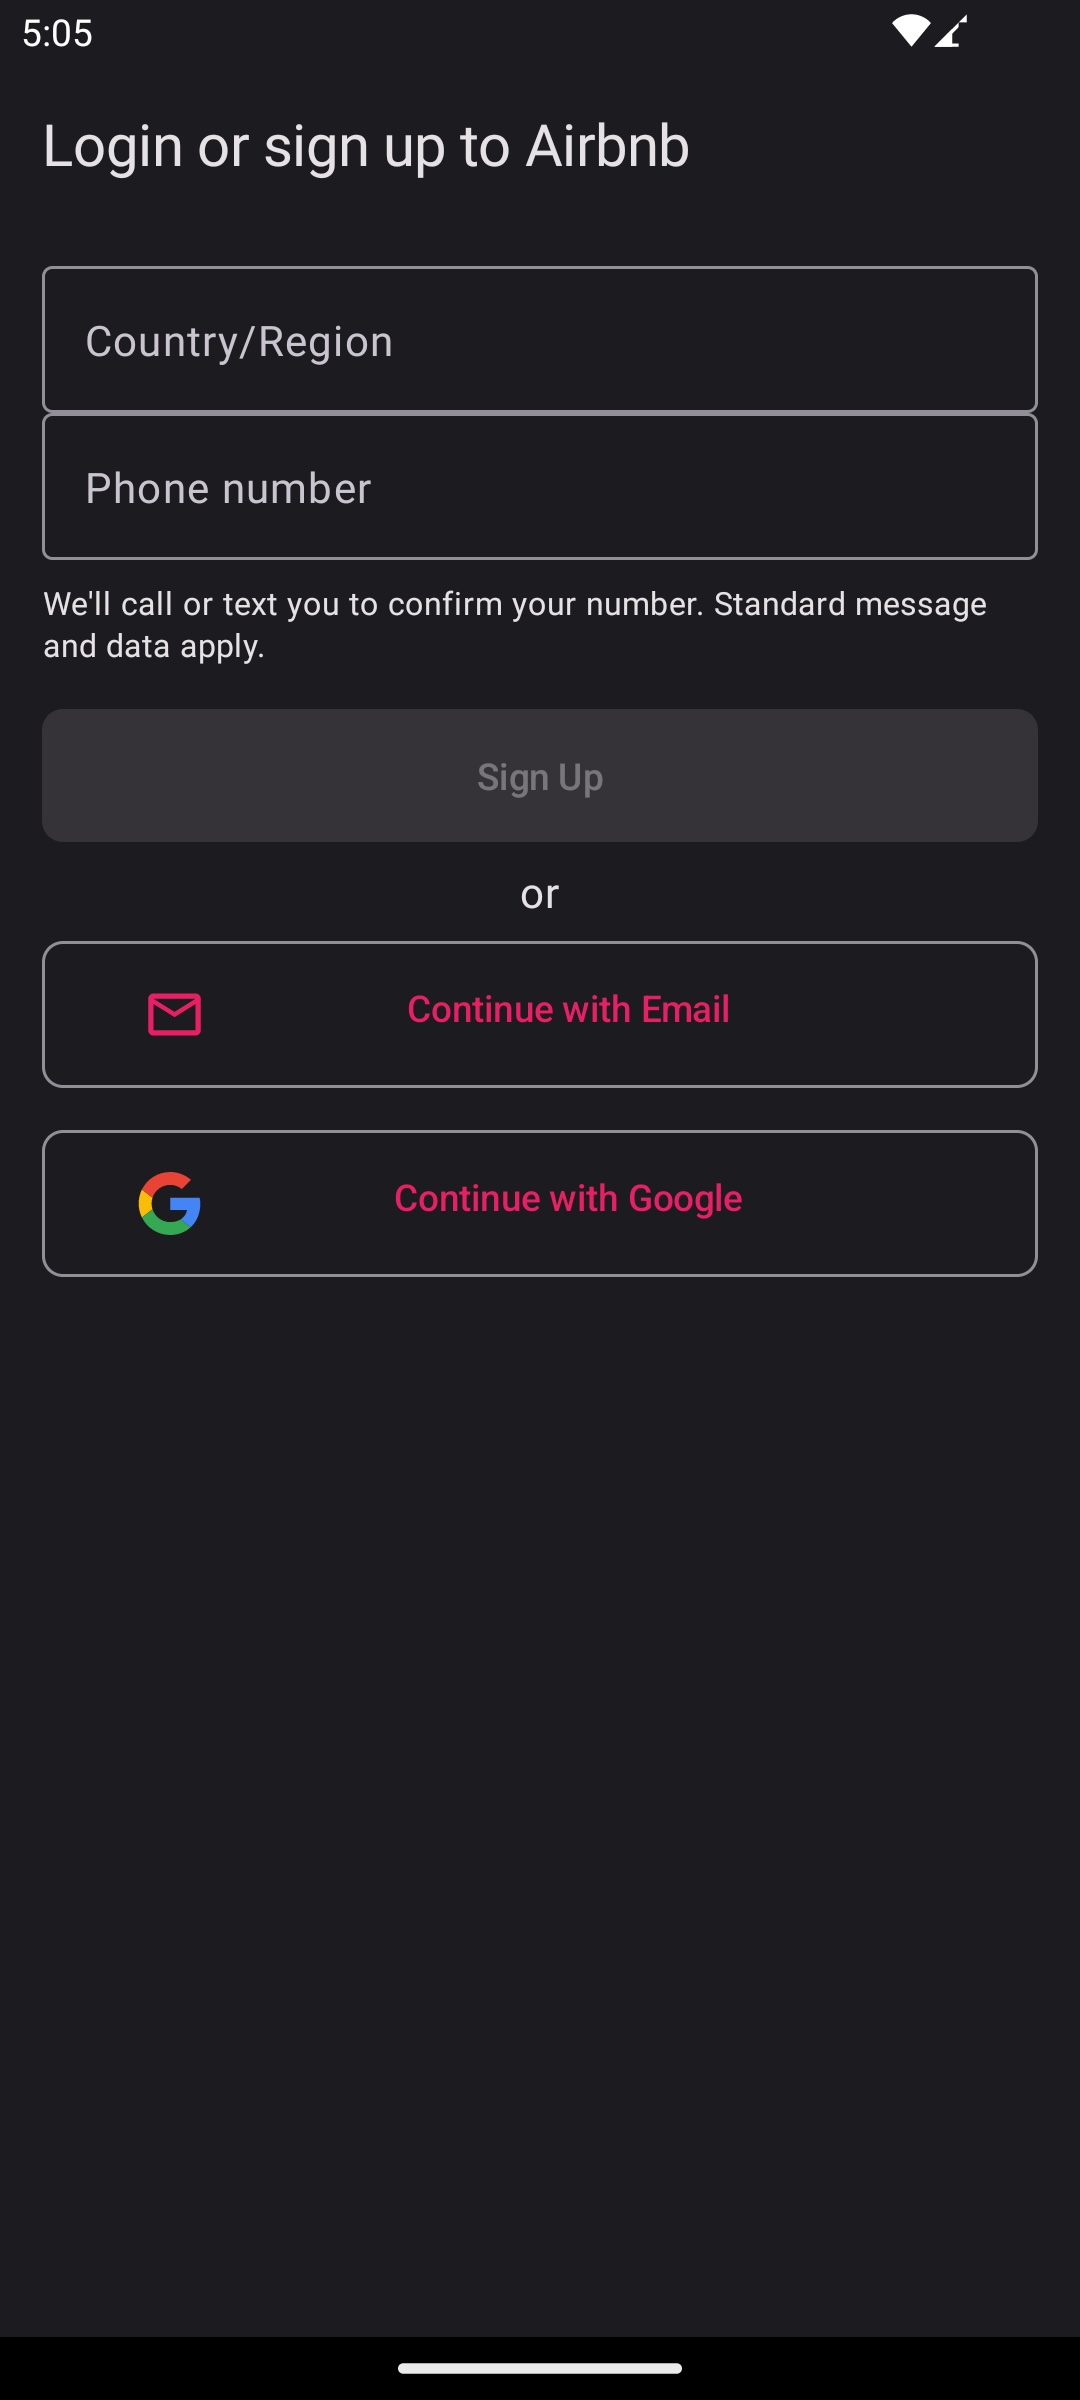 5:05
Login or sign up to Airbnb
Country/Region
Phone number
We'll call or text you to confirm your number. Standard message
and data apply.
Sign Up
or
Continue with Email
Continue with Google